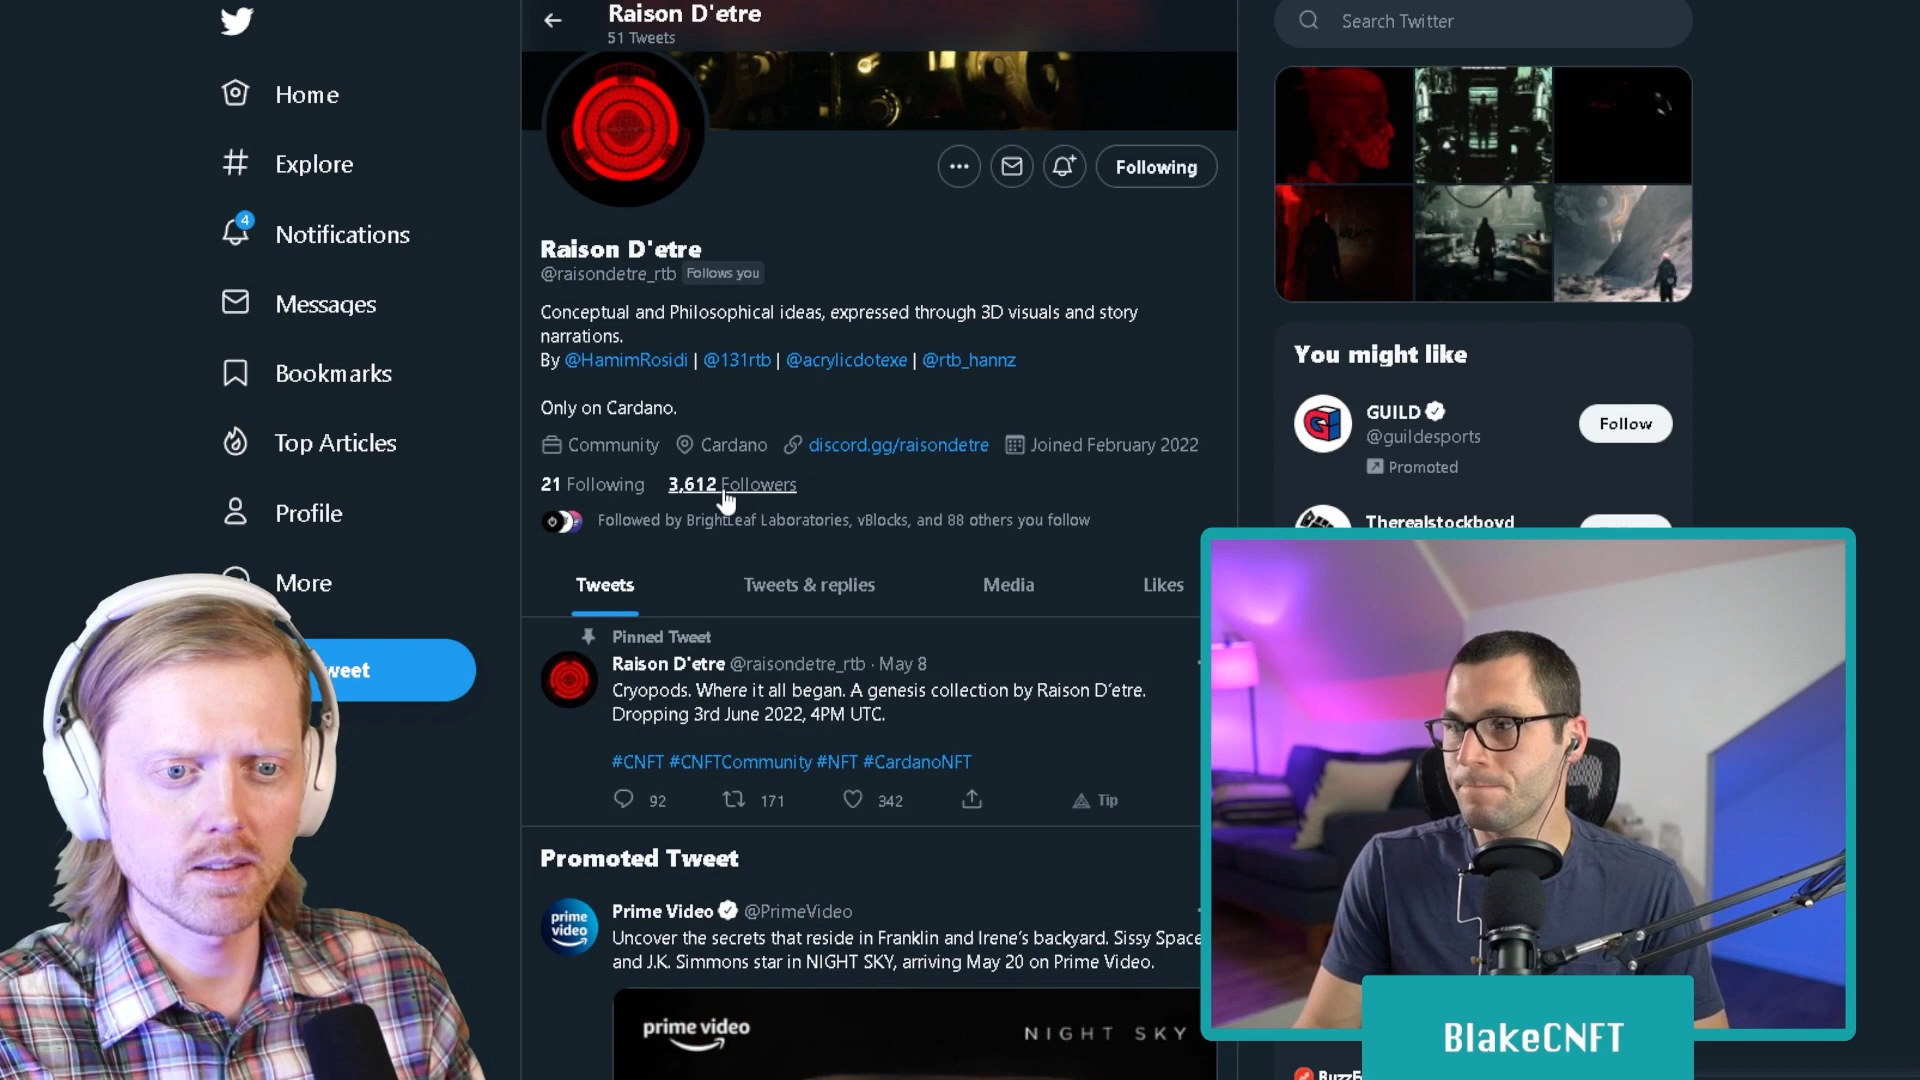 Raison D'etre
51 Tweets
Search Twitter
Home
Explore
4
Notifications
Messages
Bookmarks
Top Articles
Profile
More
weet
Following
Raison D'etre
@raisondetre_rtb Follows you
Conceptual and Philosophical ideas, expressed through 3D visuals and story
narrations.
By @HamimRosidi | @131rtb | @acrylicdotexe | @rtb_hannz
Only on Cardano.
Community Cardano discord.gg/raisondetre Joined February 2022
21 Following 3,612 Followers
Followed by BrightLeaf Laboratories, vBlocks, and 88 others you follow
Tweets Tweets & replies Media Likes
Pinned Tweet
Raison D'etre @raisondetre_rtb · May 8
Cryopods. Where it all began. A genesis collection by Raison D’etre.
Dropping 3rd June 2022, 4PM UTC.
#CNFT #CNFTCommunity #NFT #CardanoNFT
92 171 342 Tip
Promoted Tweet
prime
video
Prime Video @PrimeVideo
Uncover the secrets that reside in Franklin and Irene’s backyard. Sissy Space
and J.K. Simmons star in NIGHT SKY, arriving May 20 on Prime Video.
prime video
NIGHT SKY
You might like
GUILD
@guildesports
Promoted
Follow
Therealstockboyd
BlakeCNFT